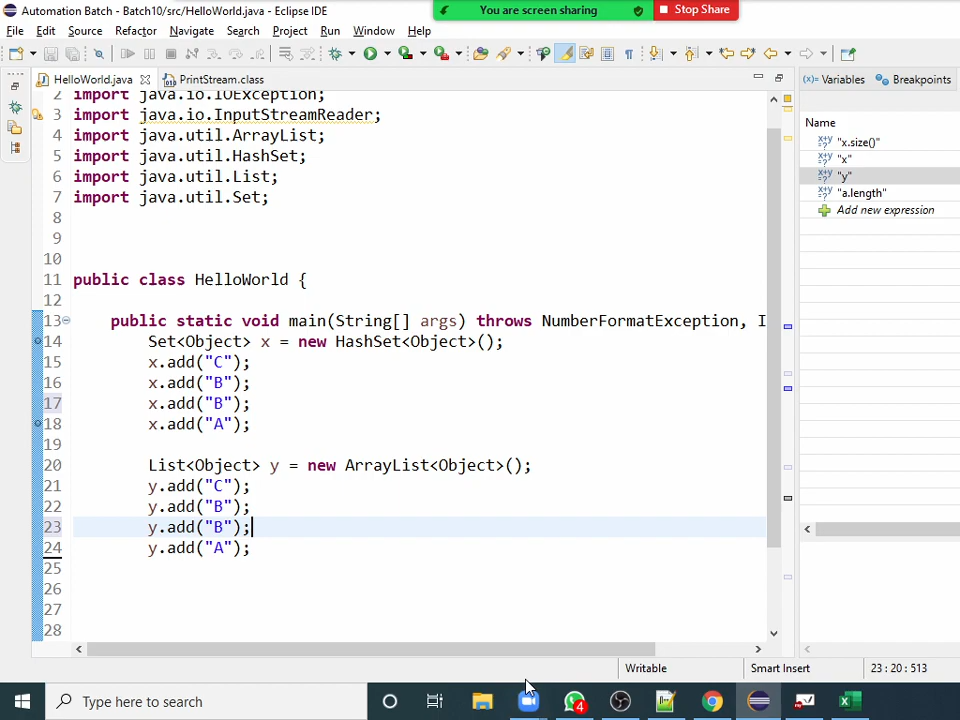 Automation Batch - Batch10/src/HelloWorld.java - Eclipse IDE
You are screen sharing
Stop Share
File Edit Source Refactor Navigate Search Project Run Window Help
HelloWorld.java
PrintStream.class
Variables
Breakpoints
2 import java.io.IOException;
3 import java.io.InputStreamReader;
4 import java.util.ArrayList;
5 import java.util.HashSet;
6 import java.util.List;
7 import java.util.Set;
8
9
10
11 public class HelloWorld {
12
13 public static void main(String[] args) throws NumberFormatException, I
14 Set<Object> x = new HashSet<Object>();
15 x.add("C");
16 x.add("B");
17 x.add("B");
18 x.add("A");
19
20 List<Object> y = new ArrayList<Object>();
21 y.add("C");
22 y.add("B");
23 y.add("B");
24 y.add("A");
25
26
27
28
Name
"x.size()"
"x"
"y"
"a.length"
Add new expression
Writable
Smart Insert
23 : 20 : 513
Type here to search
4